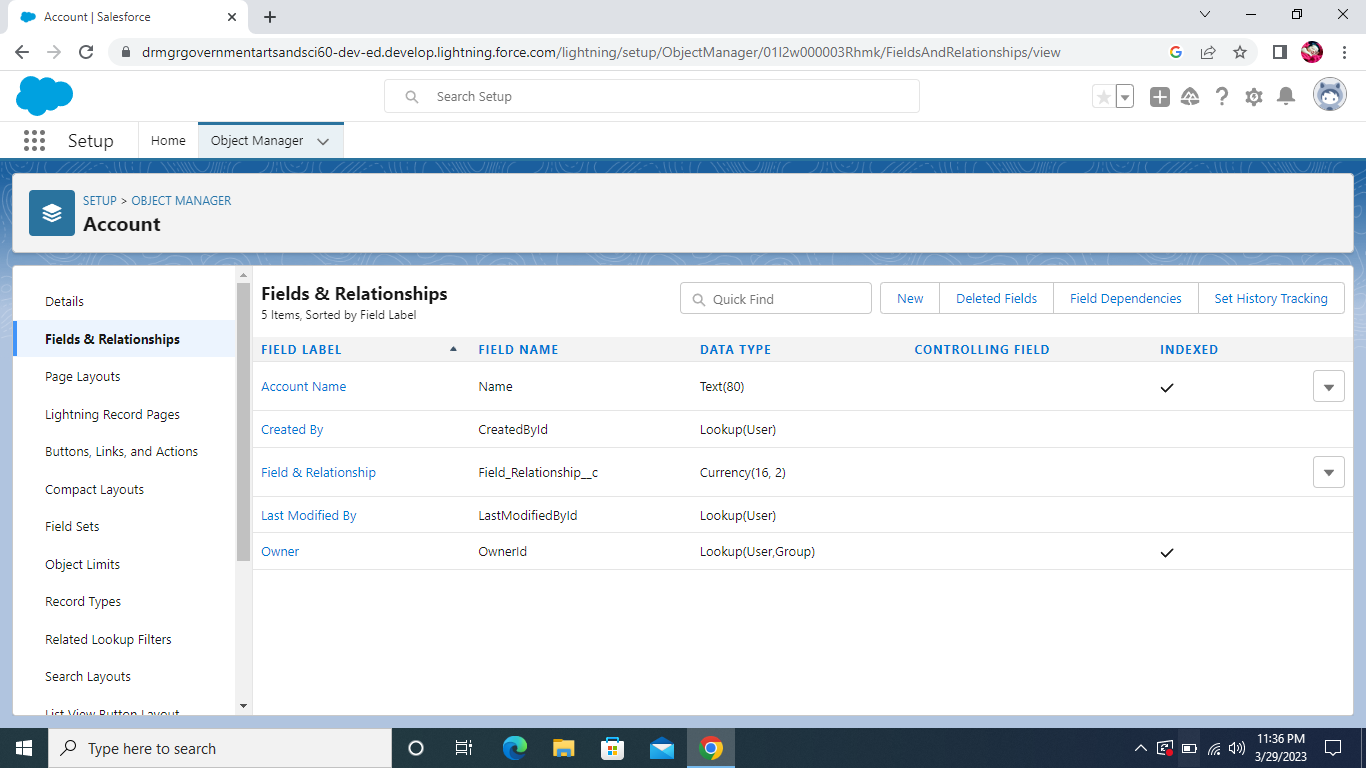 Account | Salesforce
drmgrgovernmentartsandsci60-dev-ed.develop.lightning.force.com/lightning/setup/ObjectManager/01I2w000003Rhmk/FieldsAndRelationships/view
Search Setup
Setup
Home
Object Manager
SETUP > OBJECT MANAGER
Account
Details
Fields & Relationships
Page Layouts
Lightning Record Pages
Buttons, Links, and Actions
Compact Layouts
Field Sets
Object Limits
Record Types
Related Lookup Filters
Search Layouts
List View Button Layout
Fields & Relationships
5 Items, Sorted by Field Label
Quick Find
New
Deleted Fields
Field Dependencies
Set History Tracking
FIELD LABEL FIELD NAME DATA TYPE CONTROLLING FIELD INDEXED
Account Name Name Text(80)
Created By CreatedById Lookup(User)
Field & Relationship Field_Relationship__c Currency(16, 2)
Last Modified By LastModifiedById Lookup(User)
Owner OwnerId Lookup(User,Group)
Type here to search
11:36 PM
3/29/2023